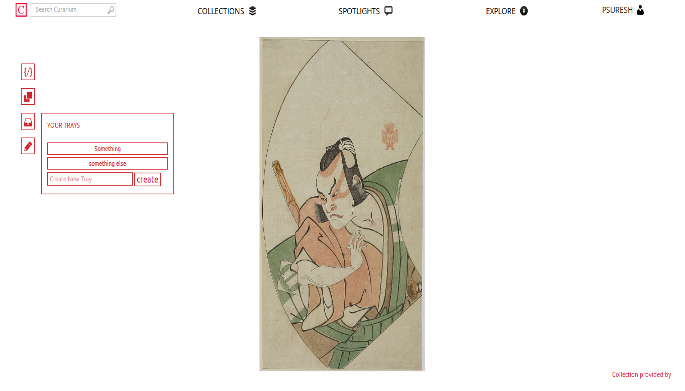 C
Search Curarium
COLLECTIONS
SPOTLIGHTS
EXPLORE
PSURESH
{/}
YOUR TRAYS
Something
something else
Create New Tray
create
Collection provided by